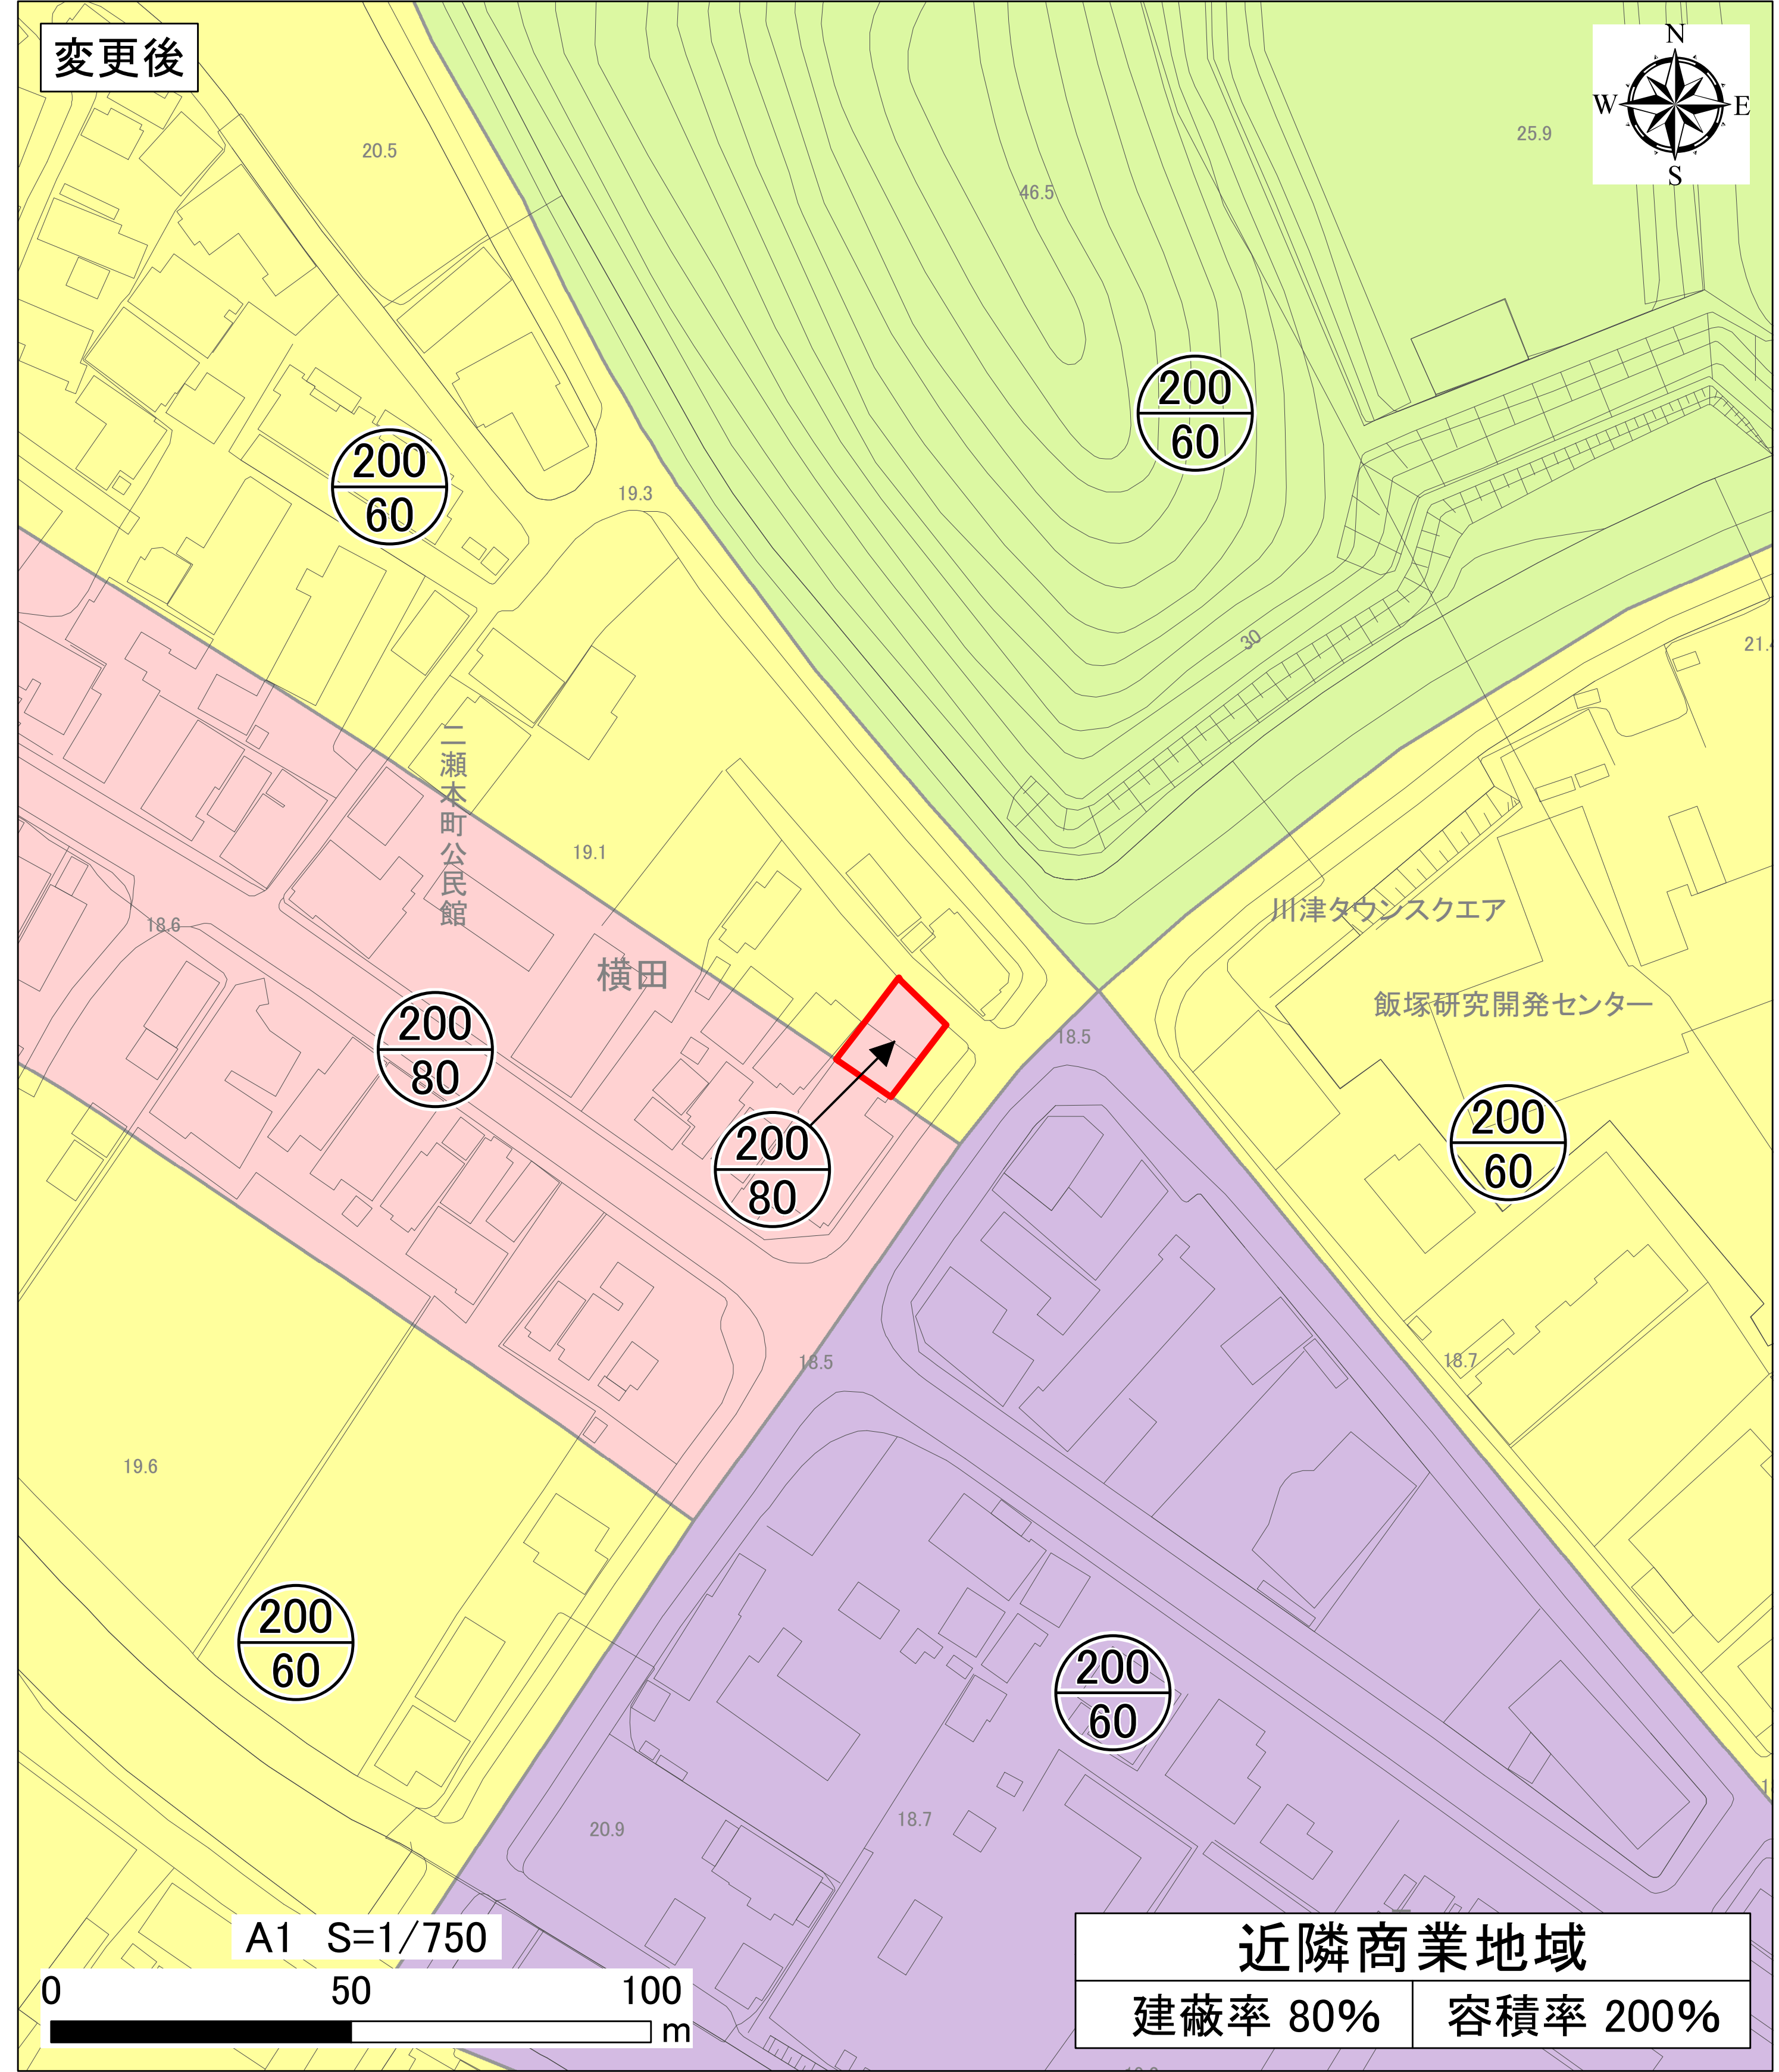 変更後
N
W
E
S
20.5
25.9
46.5
200
60
200
60
19.3
30
二瀬本町公民館
19.1
18.6
川津タウンスクエア
横田
飯塚研究開発センター
200
80
18.5
200
80
200
60
18.5
18.7
19.6
200
60
200
60
20.9
18.7
A1 S=1/750
0 50 100
m
近隣商業地域
建蔽率 80% 容積率 200%